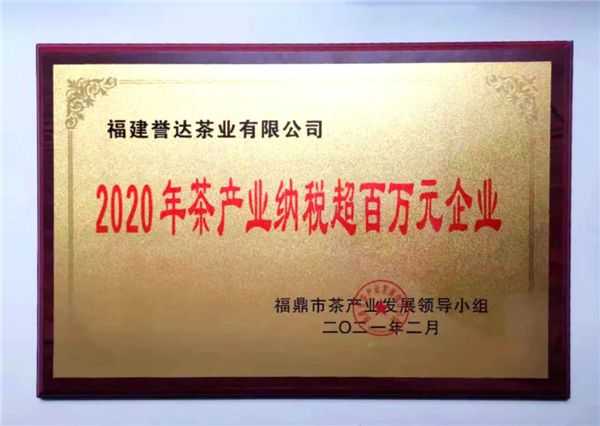 福建誉达茶业有限公司
2020年茶产业纳税超百万元企业
福鼎市茶产业发展领导小组
二〇二一年二月